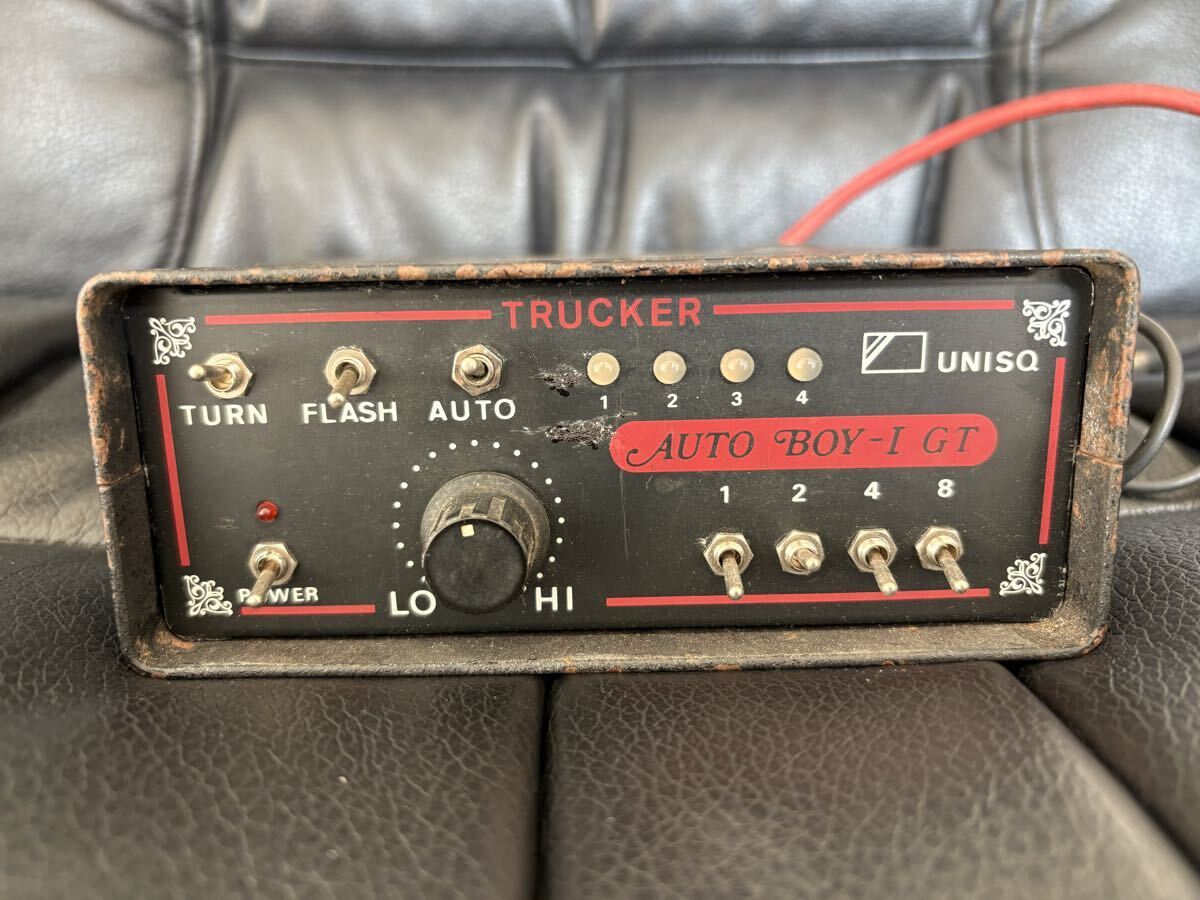 TRUCKER
UNISQ
TURN FLASH AUTO
1 2 3 4
AUTO BOY-I GT
1 2 4 8
POWER
LO HI